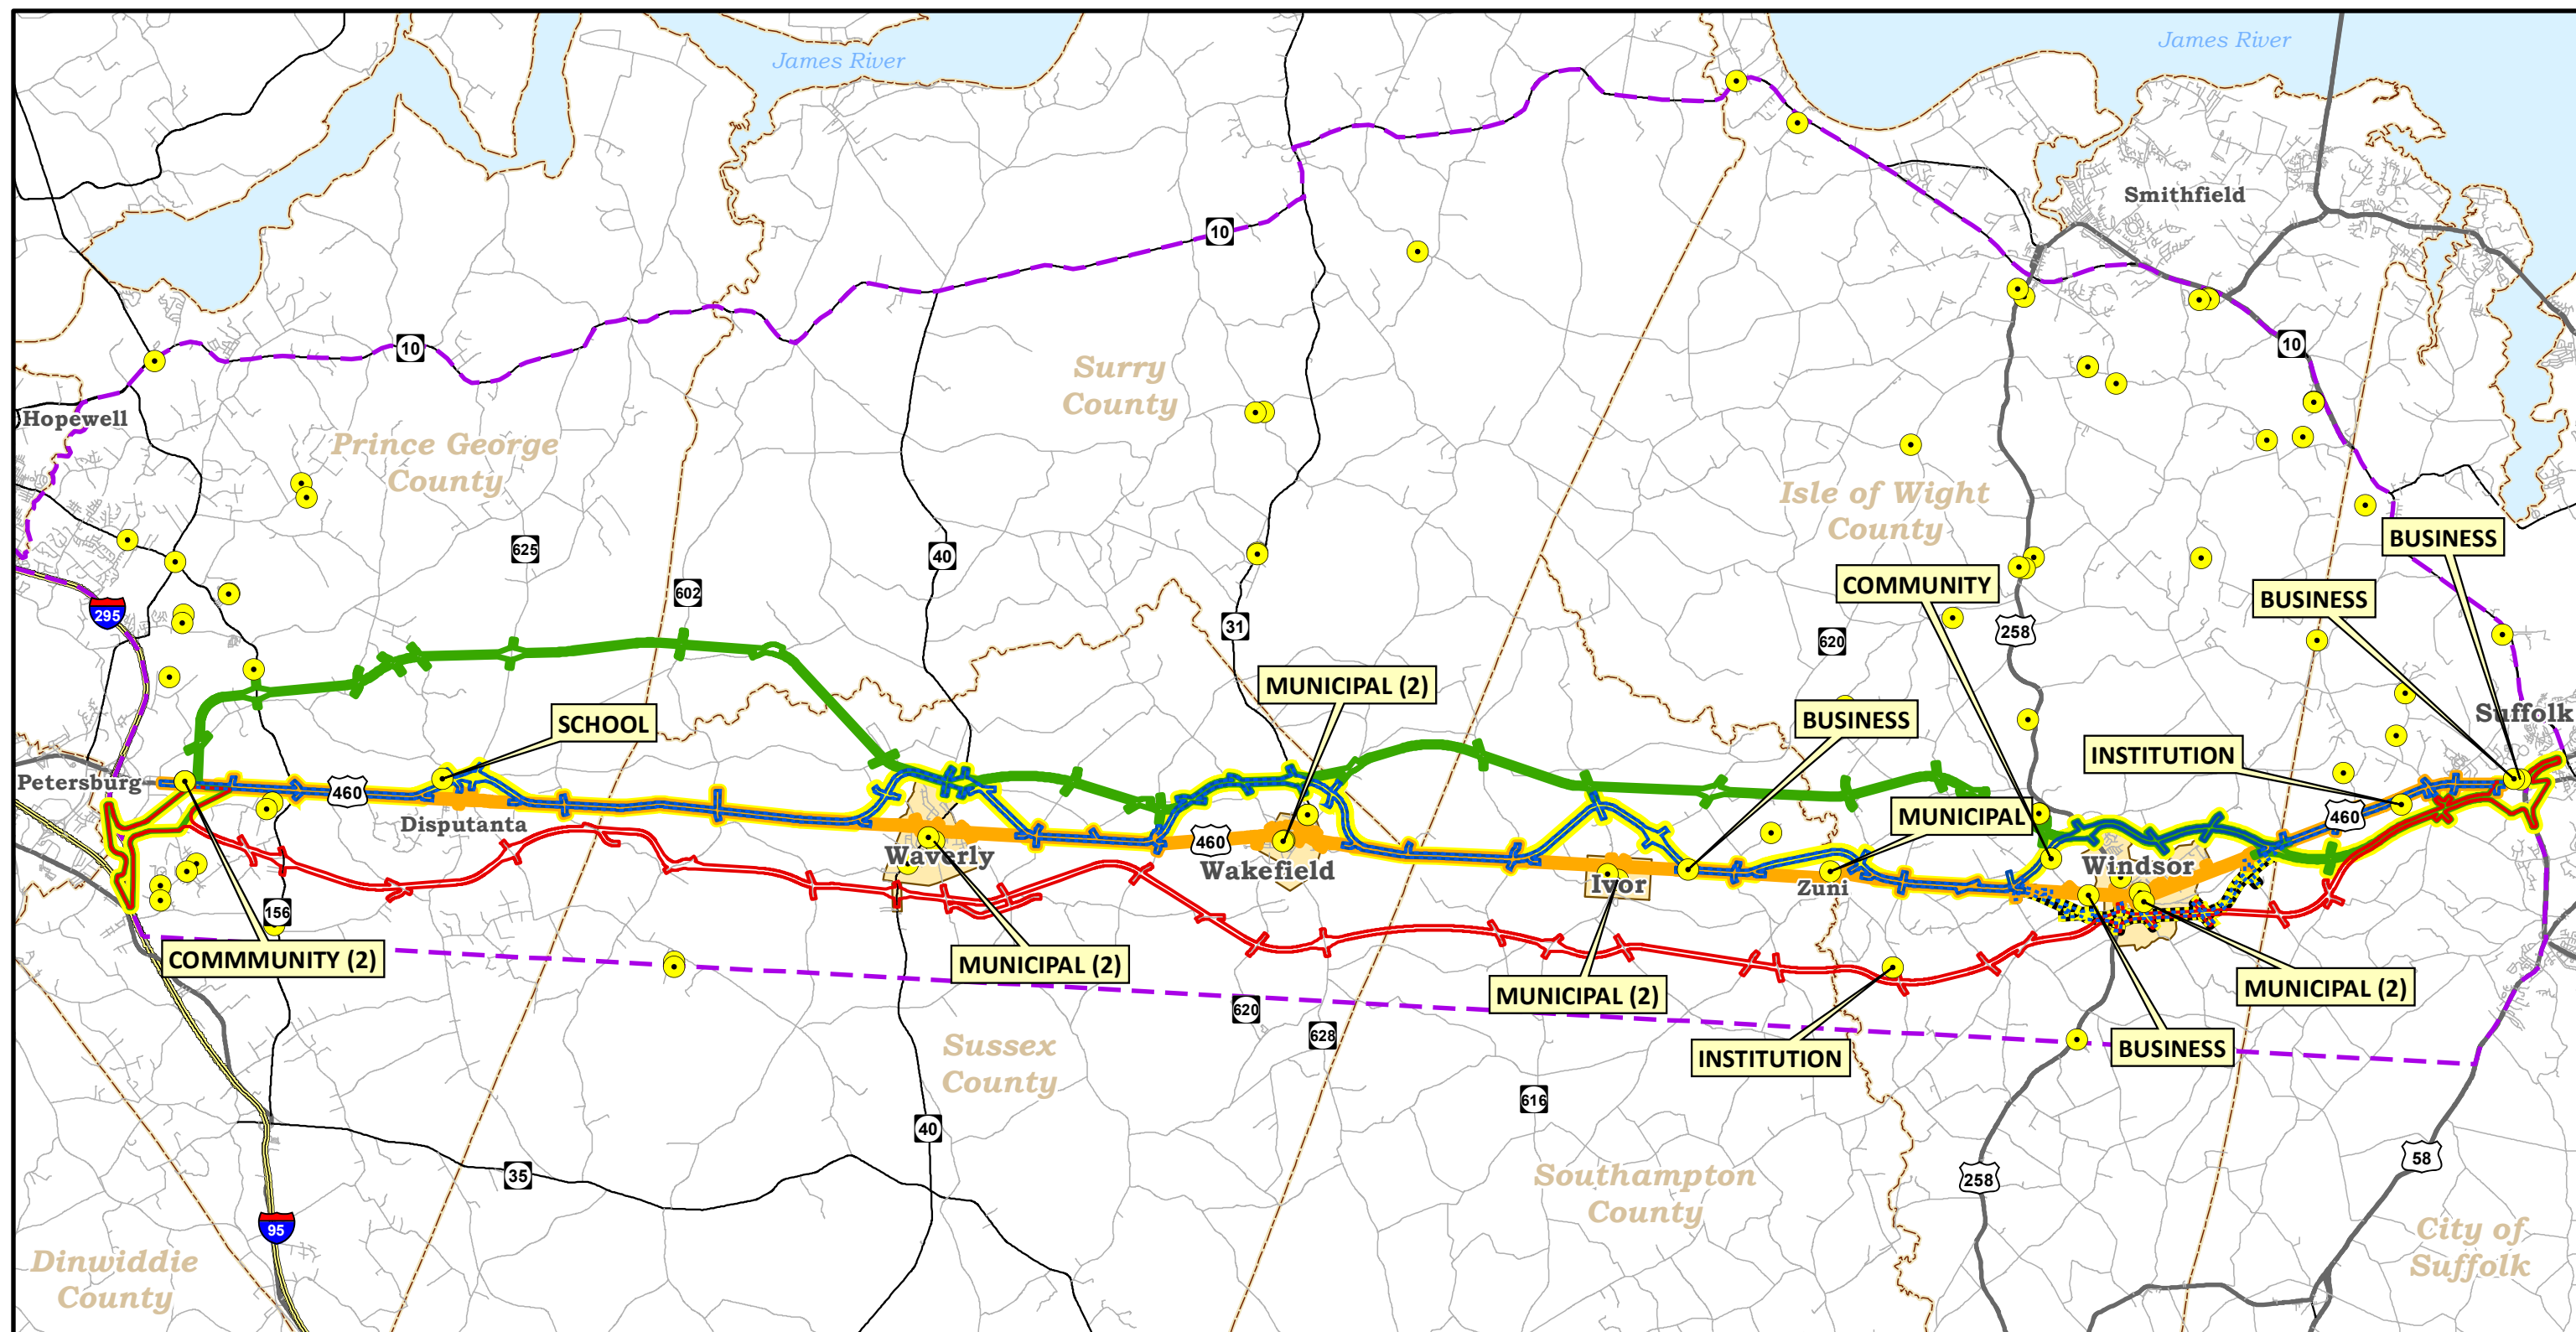 James River
James River
Smithfield
10
10
10
Surry
County
Hopewell
Prince George
County
Isle of Wight
County
BUSINESS
625
40
COMMUNITY
602
BUSINESS
295
31
258
620
MUNICIPAL (2)
SCHOOL
BUSINESS
Suffolk
INSTITUTION
Petersburg
460
MUNICIPAL
460
Disputanta
460
Waverly
Wakefield
Ivor
Zuni
Windsor
156
COMMMUNITY (2)
MUNICIPAL (2)
MUNICIPAL (2)
MUNICIPAL (2)
620
628
Sussex
County
INSTITUTION
BUSINESS
616
40
35
Southampton
County
258
58
95
Dinwiddie
County
City of
Suffolk